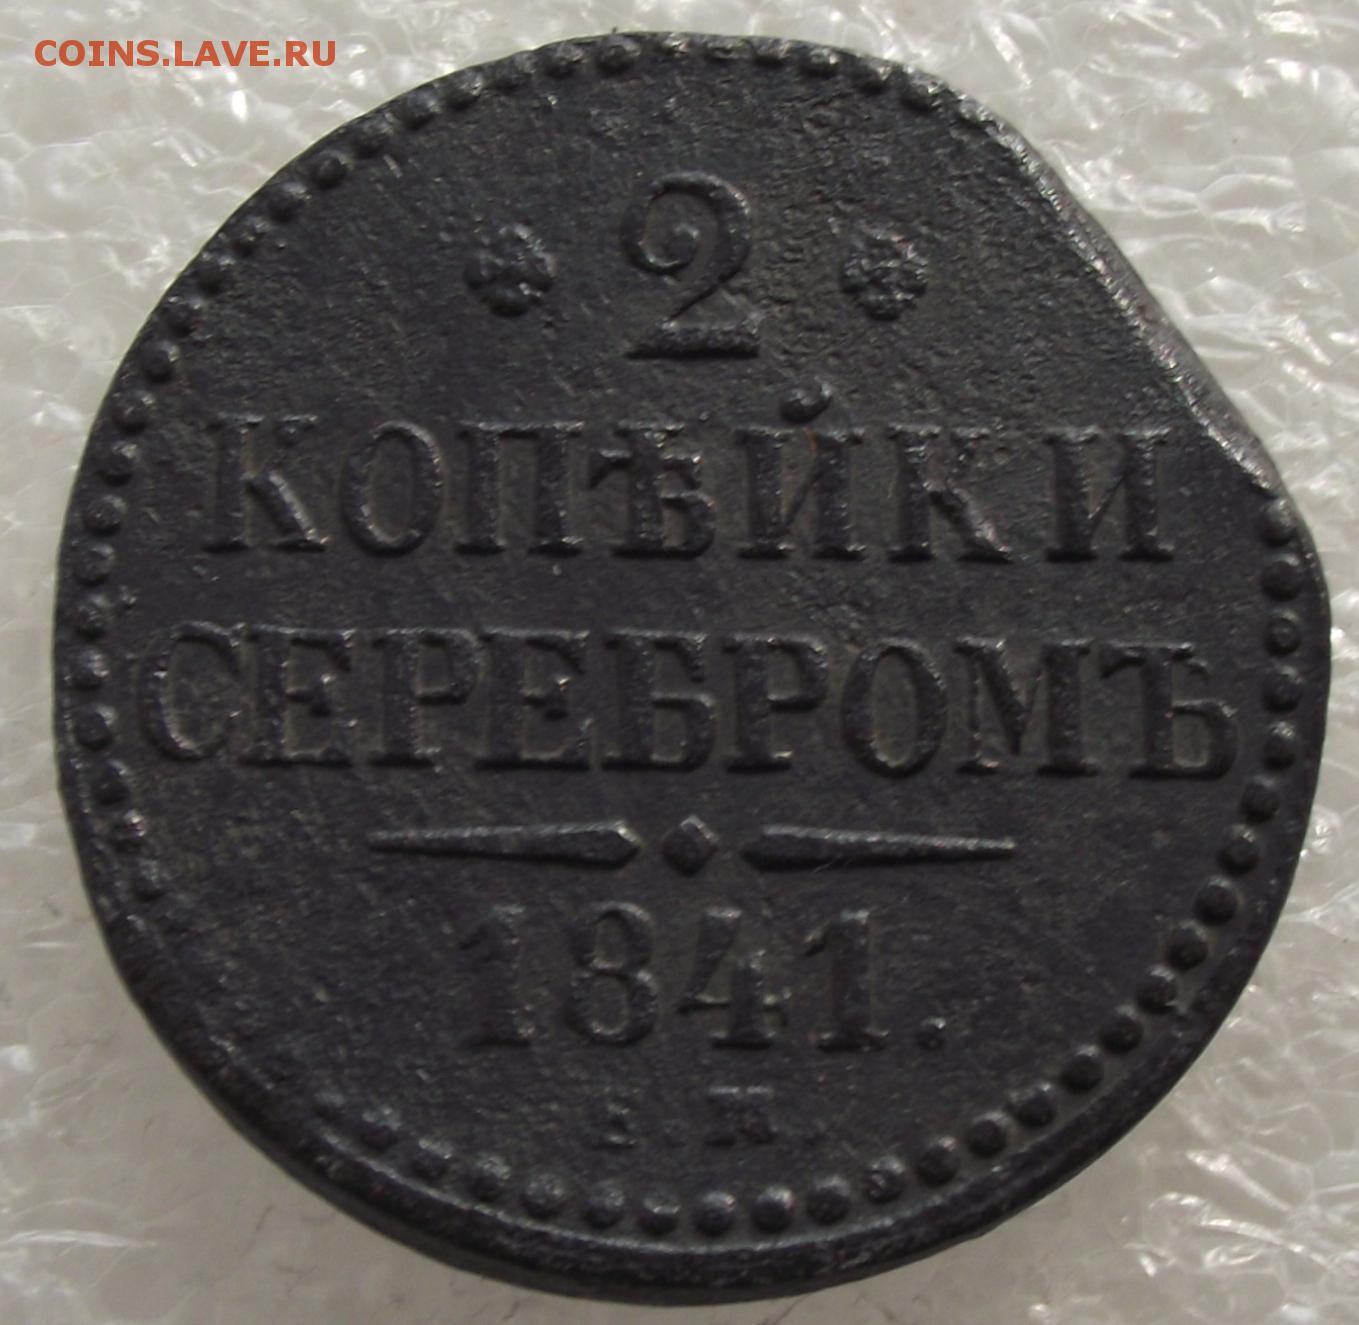 COINS.LAVE.RU
* 2 *
КОПѢЙКИ
СЕРЕБРОМЪ
1841.
Е.М.